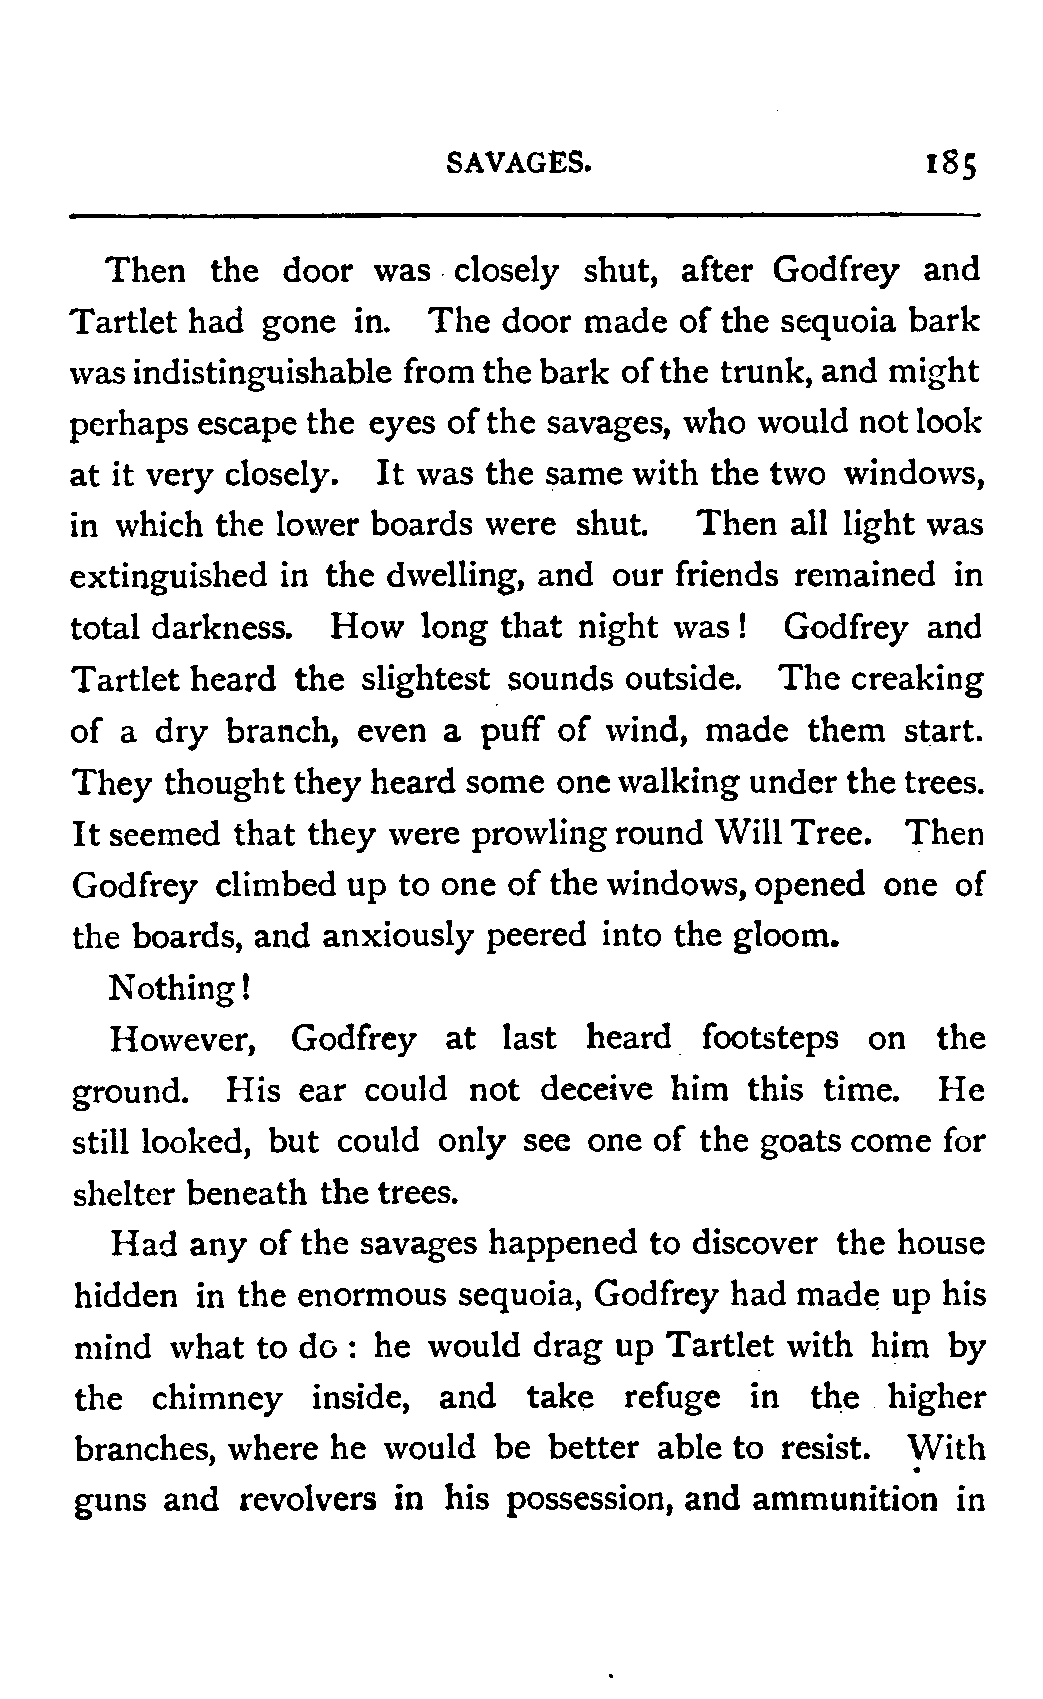 SAVAGES. 185
Then the door was closely shut, after Godfrey and
Tartlet had gone in. The door made of the sequoia bark
was indistinguishable from the bark of the trunk, and might
perhaps escape the eyes of the savages, who would not look
at it very closely. It was the same with the two windows,
in which the lower boards were shut. Then all light was
extinguished in the dwelling, and our friends remained in
total darkness. How long that night was! Godfrey and
Tartlet heard the slightest sounds outside. The creaking
of a dry branch, even a puff of wind, made them start.
They thought they heard some one walking under the trees.
It seemed that they were prowling round Will Tree. Then
Godfrey climbed up to one of the windows, opened one of
the boards, and anxiously peered into the gloom.
Nothing!
However, Godfrey at last heard footsteps on the
ground. His ear could not deceive him this time. He
still looked, but could only see one of the goats come for
shelter beneath the trees.
Had any of the savages happened to discover the house
hidden in the enormous sequoia, Godfrey had made up his
mind what to do : he would drag up Tartlet with him by
the chimney inside, and take refuge in the higher
branches, where he would be better able to resist. With
guns and revolvers in his possession, and ammunition in